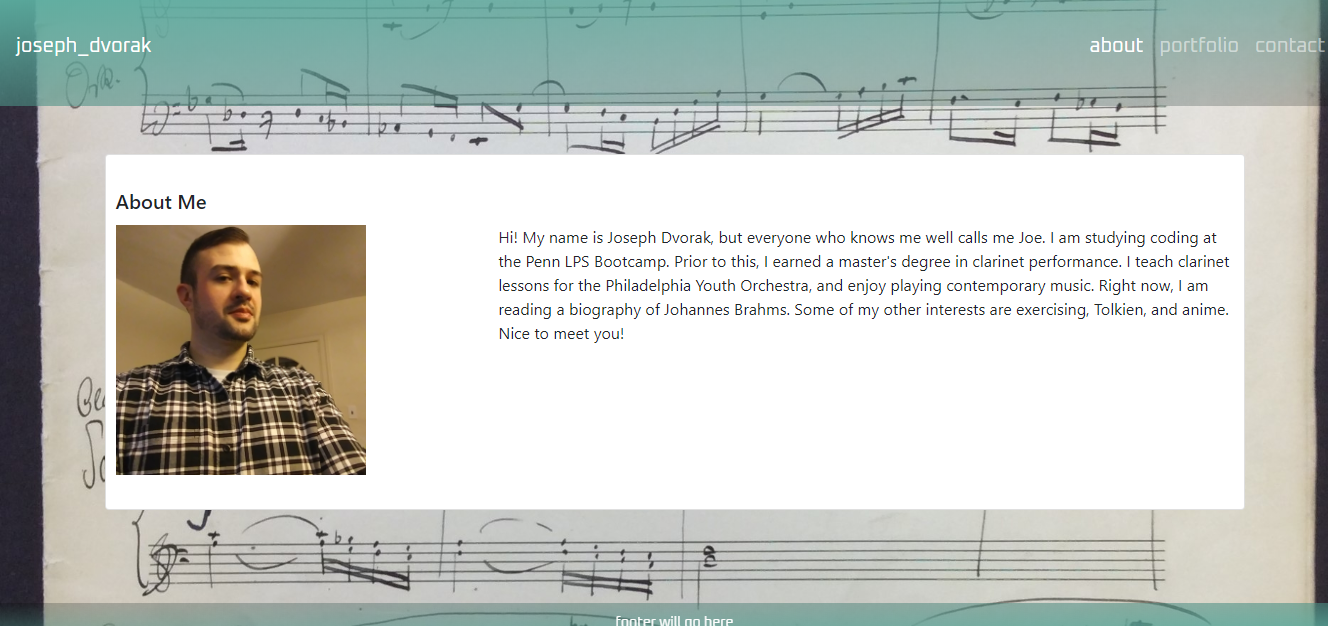 joseph_dvorak
about portfolio contact
About Me
Hi! My name is Joseph Dvorak, but everyone who knows me well calls me Joe. I am studying coding at
the Penn LPS Bootcamp. Prior to this, I earned a master's degree in clarinet performance. I teach clarinet
lessons for the Philadelphia Youth Orchestra, and enjoy playing contemporary music. Right now, I am
reading a biography of Johannes Brahms. Some of my other interests are exercising, Tolkien, and anime.
Nice to meet you!
footer will go here